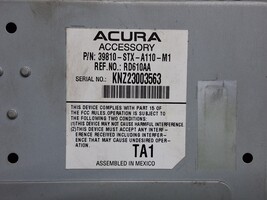 ACURA
ACCESSORY
P/N: 39810-STX-A110-M1
REF.NO.: RD610AA
SERIAL NO.: KNZ23003563
THIS DEVICE COMPLIES WITH PART 15 OF
THE FCC RULES.OPERATION IS SUBJECT TO
THE FOLLOWING TWO CONDITIONS:
(1)THIS DEVICE MAY NOT CAUSE HARMFUL INTERFERENCE
(2)THIS DEVICE MUST ACCEPT ANY INTER-
FERENCE RECEIVED INCLUDING INTERFER-
ENCE THAT MAY CAUSE UNDESIRED OPER-
ATION.
TA1
ASSEMBLED IN MEXICO